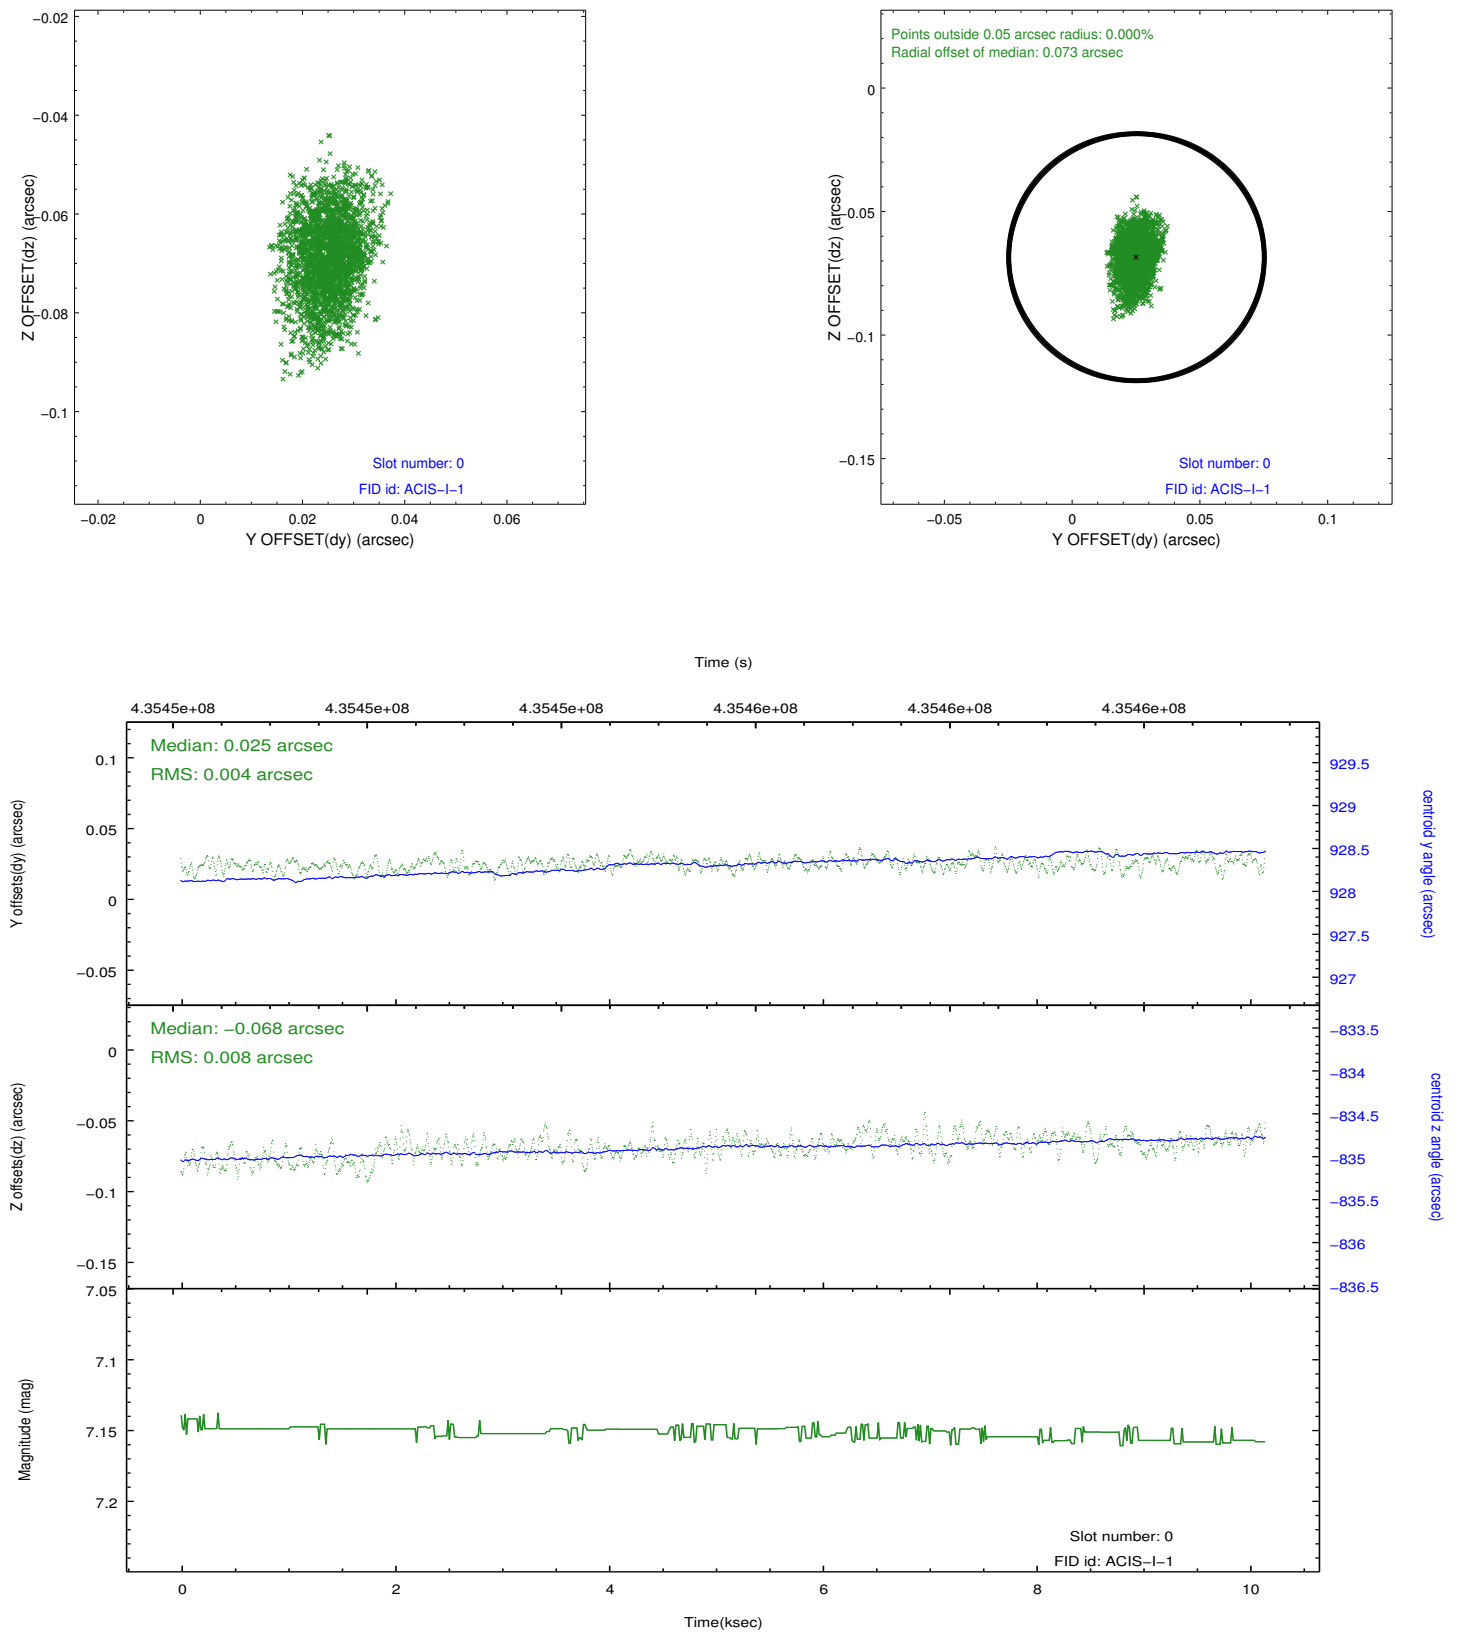 −0.02
−0.04
−0.06
−0.08
−0.1
Z OFFSET(dz) (arcsec)
Slot number: 0
FID id: ACIS−I−1
−0.02 0 0.02 0.04 0.06
Y OFFSET(dy) (arcsec)
Points outside 0.05 arcsec radius: 0.000%
Radial offset of median: 0.073 arcsec
0
−0.05
−0.1
−0.15
Z OFFSET(dz) (arcsec)
Slot number: 0
FID id: ACIS−I−1
−0.05 0 0.05 0.1
Y OFFSET(dy) (arcsec)
Time (s)
4.3545e+08 4.3545e+08 4.3545e+08 4.3546e+08 4.3546e+08 4.3546e+08
Median: 0.025 arcsec
RMS: 0.004 arcsec
0.1
0.05
0
−0.05
Y offsets(dy) (arcsec)
929.5
929
928.5
928
927.5
927
centroid y angle (arcsec)
Median: −0.068 arcsec
RMS: 0.008 arcsec
0
−0.05
−0.1
−0.15
Z offsets(dz) (arcsec)
−833.5
−834
−834.5
−835
−835.5
−836
−836.5
centroid z angle (arcsec)
7.05
7.1
7.15
7.2
Magnitude (mag)
Slot number: 0
FID id: ACIS−I−1
0 2 4 6 8 10
Time(ksec)